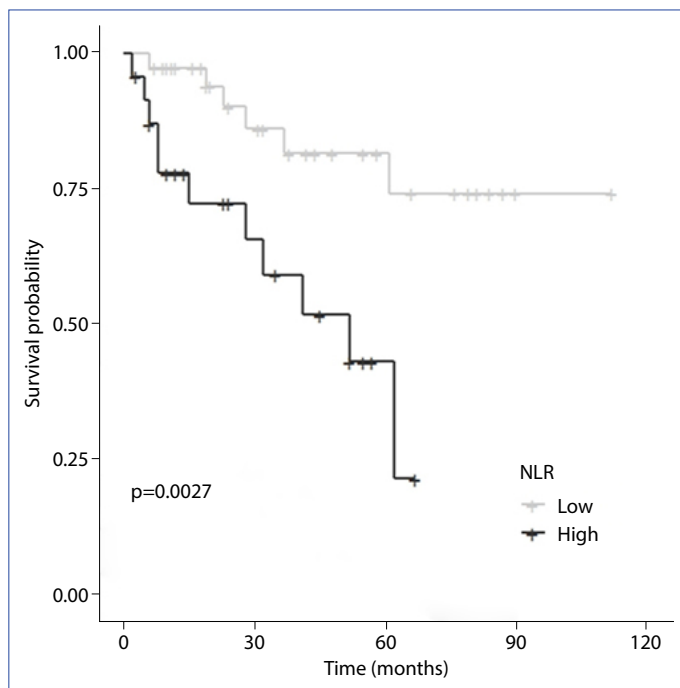 1.00
0.75
0.50
0.25
0.00
Survival probability
p=0.0027
NLR
Low
High
0 30 60 90 120
Time (months)